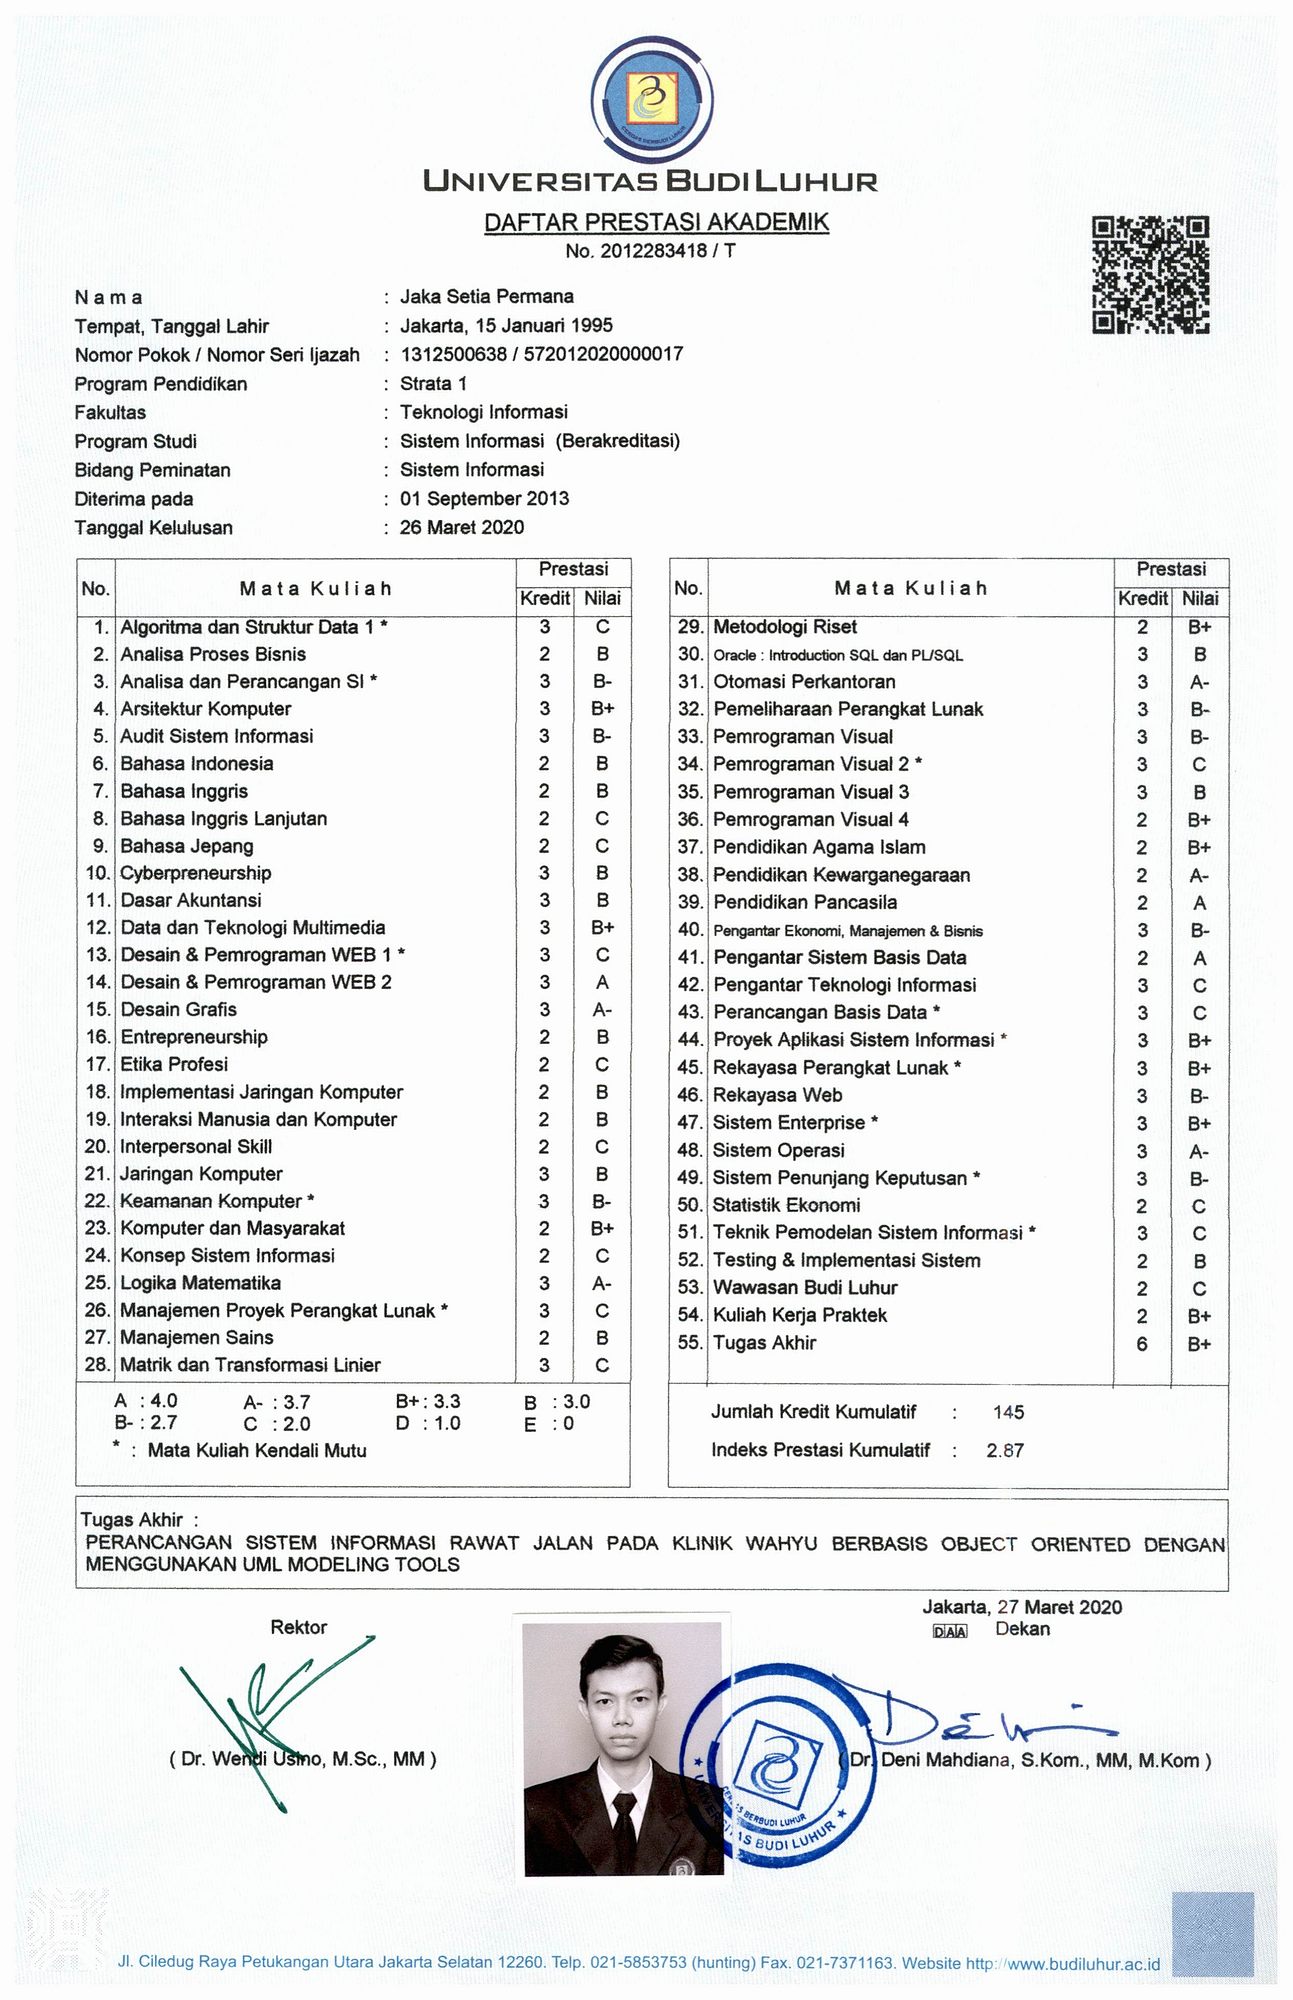 CERDAS BERBUDI LUHUR
UNIVERSITAS BUDI LUHUR
DAFTAR PRESTASI AKADEMIK
No. 2012283418 / T
N a m a : Jaka Setia Permana
Tempat, Tanggal Lahir : Jakarta, 15 Januari 1995
Nomor Pokok / Nomor Seri Ijazah : 1312500638 / 572012020000017
Program Pendidikan : Strata 1
Fakultas : Teknologi Informasi
Program Studi : Sistem Informasi (Berakreditasi)
Bidang Peminatan : Sistem Informasi
Diterima pada : 01 September 2013
Tanggal Kelulusan : 26 Maret 2020
No. Mata Kuliah Prestasi
Kredit Nilai
1. Algoritma dan Struktur Data 1 * 3 C
2. Analisa Proses Bisnis 2 B
3. Analisa dan Perancangan SI * 3 B-
4. Arsitektur Komputer 3 B+
5. Audit Sistem Informasi 3 B-
6. Bahasa Indonesia 2 B
7. Bahasa Inggris 2 B
8. Bahasa Inggris Lanjutan 2 C
9. Bahasa Jepang 2 C
10. Cyberpreneurship 3 B
11. Dasar Akuntansi 3 B
12. Data dan Teknologi Multimedia 3 B+
13. Desain & Pemrograman WEB 1 * 3 C
14. Desain & Pemrograman WEB 2 3 A
15. Desain Grafis 3 A-
16. Entrepreneurship 2 B
17. Etika Profesi 2 C
18. Implementasi Jaringan Komputer 2 B
19. Interaksi Manusia dan Komputer 2 B
20. Interpersonal Skill 2 C
21. Jaringan Komputer 3 B
22. Keamanan Komputer * 3 B-
23. Komputer dan Masyarakat 2 B+
24. Konsep Sistem Informasi 2 C
25. Logika Matematika 3 A-
26. Manajemen Proyek Perangkat Lunak * 3 C
27. Manajemen Sains 2 B
28. Matrik dan Transformasi Linier 3 C
A : 4.0 A- : 3.7 B+ : 3.3 B : 3.0
B- : 2.7 C : 2.0 D : 1.0 E : 0
* : Mata Kuliah Kendali Mutu
No. Mata Kuliah Prestasi
Kredit Nilai
29. Metodologi Riset 2 B+
30. Oracle : Introduction SQL dan PL/SQL 3 B
31. Otomasi Perkantoran 3 A-
32. Pemeliharaan Perangkat Lunak 3 B-
33. Pemrograman Visual 3 B-
34. Pemrograman Visual 2 * 3 C
35. Pemrograman Visual 3 3 B
36. Pemrograman Visual 4 2 B+
37. Pendidikan Agama Islam 2 B+
38. Pendidikan Kewarganegaraan 2 A-
39. Pendidikan Pancasila 2 A
40. Pengantar Ekonomi, Manajemen & Bisnis 3 B-
41. Pengantar Sistem Basis Data 2 A
42. Pengantar Teknologi Informasi 3 C
43. Perancangan Basis Data * 3 C
44. Proyek Aplikasi Sistem Informasi * 3 B+
45. Rekayasa Perangkat Lunak * 3 B+
46. Rekayasa Web 3 B-
47. Sistem Enterprise * 3 B+
48. Sistem Operasi 3 A-
49. Sistem Penunjang Keputusan * 3 B-
50. Statistik Ekonomi 2 C
51. Teknik Pemodelan Sistem Informasi * 3 C
52. Testing & Implementasi Sistem 2 B
53. Wawasan Budi Luhur 2 C
54. Kuliah Kerja Praktek 2 B+
55. Tugas Akhir 6 B+
Jumlah Kredit Kumulatif : 145
Indeks Prestasi Kumulatif : 2.87
Tugas Akhir :
PERANCANGAN SISTEM INFORMASI RAWAT JALAN PADA KLINIK WAHYU BERBASIS OBJECT ORIENTED DENGAN
MENGGUNAKAN UML MODELING TOOLS
Jakarta, 27 Maret 2020
Rektor
DAA Dekan
( Dr. Wendi Usino, M.Sc., MM )
( Dr. Deni Mahdiana, S.Kom., MM, M.Kom )
CERDAS BERBUDI LUHUR
★ UNIVERSITAS BUDI LUHUR ★
Jl. Ciledug Raya Petukangan Utara Jakarta Selatan 12260. Telp. 021-5853753 (hunting) Fax. 021-7371163. Website http://www.budiluhur.ac.id